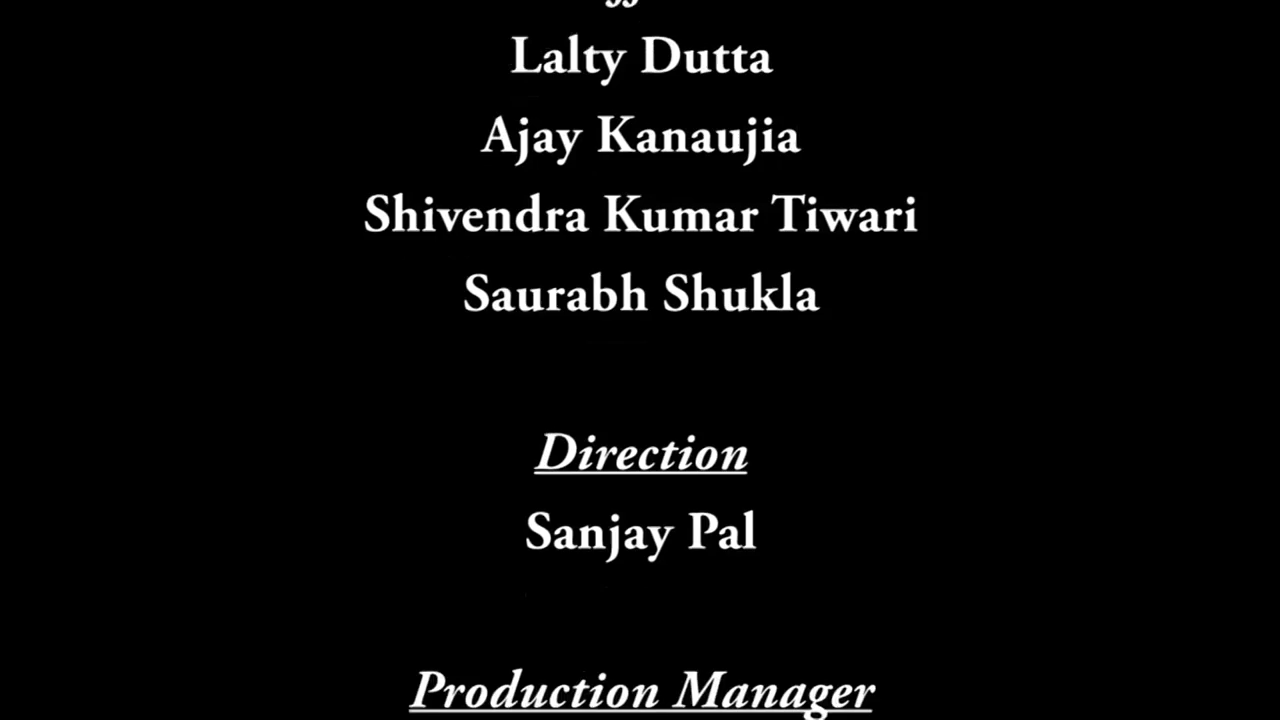 Lalty Dutta
Ajay Kanaujia
Shivendra Kumar Tiwari
Saurabh Shukla
Direction
Sanjay Pal
Production Manager